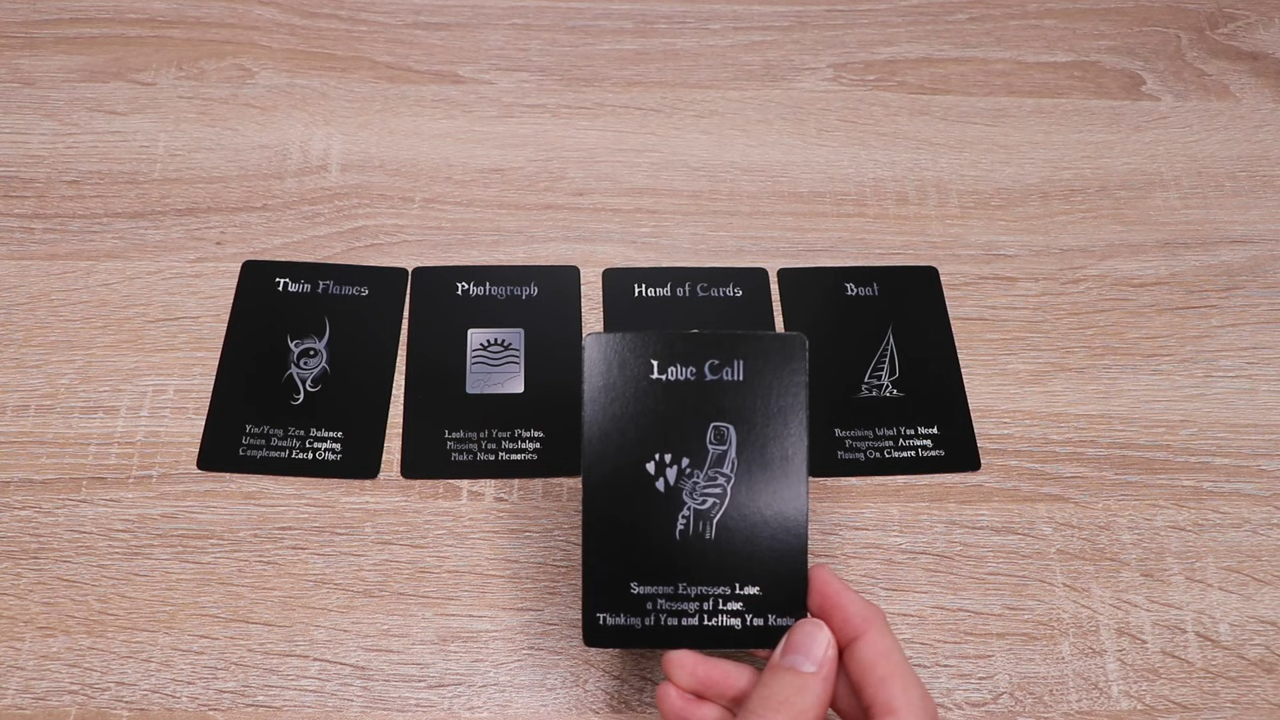 Twin Flames
Yin/Yang, Zen, Balance,
Union, Duality, Coupling,
Complement Each Other
Photograph
Looking at Your Photos,
Missing You, Nostalgia,
Make New Memories
Hand of Cards
Boat
Receiving What You Need,
Progression, Arriving,
Moving On, Closure Issues
Love Call
Someone Expresses Love,
a Message of Love,
Thinking of You and Letting You Know